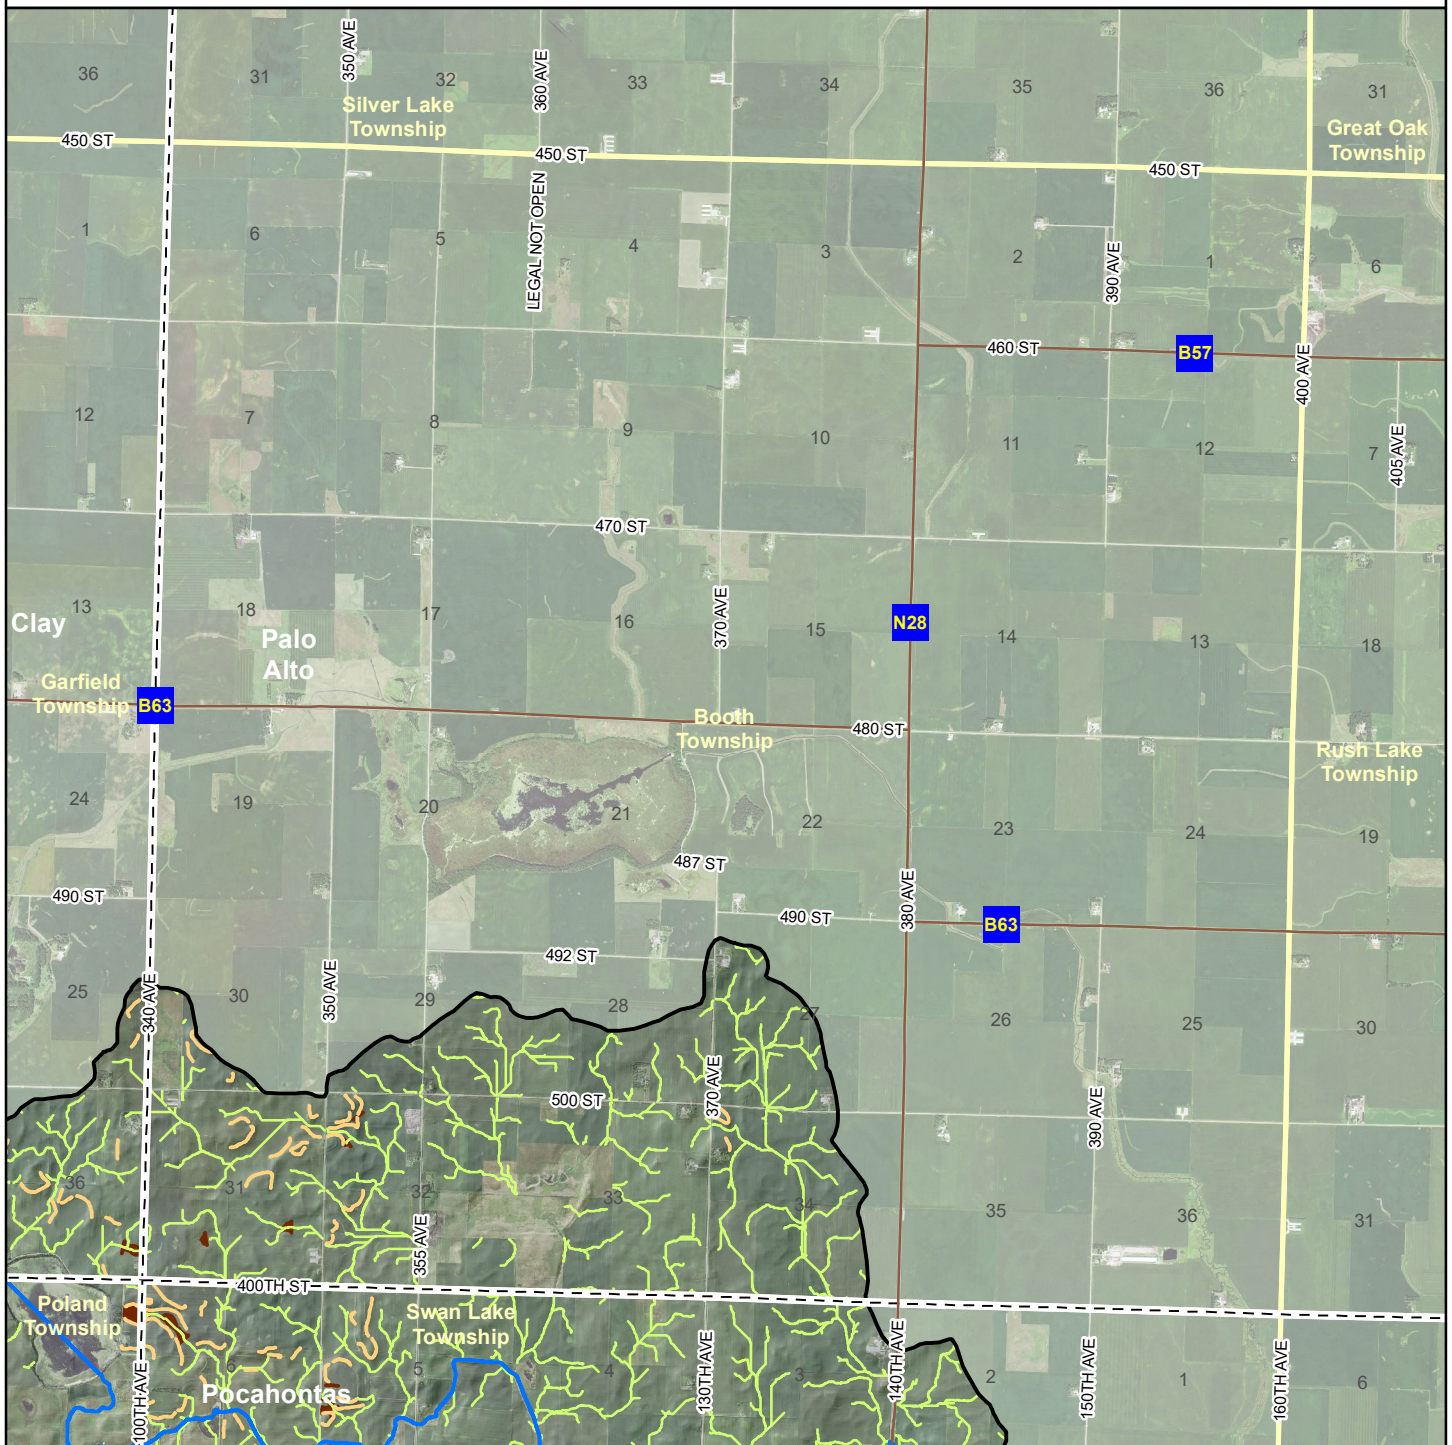 350 AVE
360 AVE
36
31
32
33
34
35
36
31
Silver Lake
Township
Great Oak
Township
450 ST
450 ST
450 ST
LEGAL NOT OPEN
1
6
5
4
3
2
1
6
390 AVE
460 ST
B57
400 AVE
12
7
8
9
10
11
12
7
405 AVE
470 ST
13
18
17
16
15
14
13
18
370 AVE
N28
Clay
Palo
Alto
Garfield
Township
B63
Booth
Township
480 ST
Rush Lake
Township
24
19
20
21
22
23
24
19
487 ST
490 ST
490 ST
380 AVE
B63
492 ST
340 AVE
350 AVE
25
30
29
28
27
26
25
30
500 ST
370 AVE
390 AVE
36
31
32
33
34
35
36
31
355 AVE
400TH ST
Poland
Township
Swan Lake
Township
1
6
5
4
3
2
1
6
Pocahontas
100TH AVE
130TH AVE
140TH AVE
150TH AVE
160TH AVE